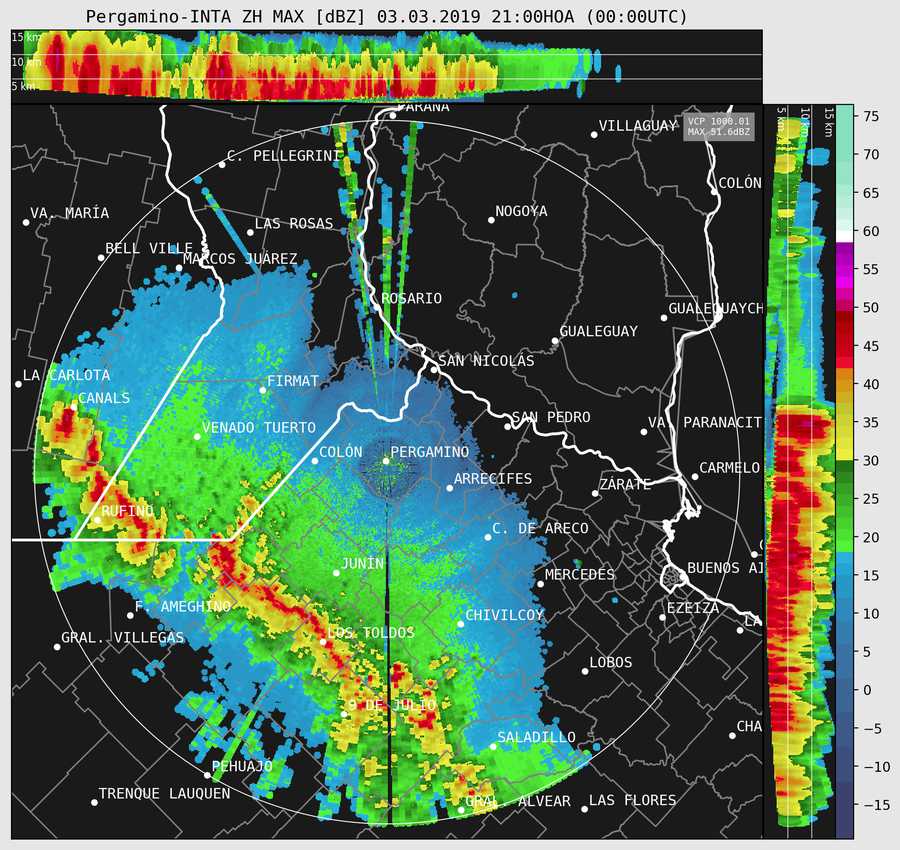 Pergamino-INTA ZH MAX [dBZ] 03.03.2019 21:00HOA (00:00UTC)
15 km
10 km
5 km
5 km
10 km
15 km
VCP 1000.01
MAX 51.6dBZ
PARANÁ
VILLAGUAY
C. PELLEGRINI
COLÓN
VA. MARÍA
LAS ROSAS
NOGOYA
BELL VILLE
MARCOS JUÁREZ
ROSARIO
GUALEGUAYCH
GUALEGUAY
SAN NICOLÁS
LA CARLOTA
FIRMAT
CANALS
SAN PEDRO
VENADO TUERTO
VA. PARANACIT
COLÓN
PERGAMINO
CARMELO
ARRECIFES
ZÁRATE
RUFINO
C. DE ARECO
JUNÍN
MERCEDES
BUENOS AI
F. AMEGHINO
EZEIZA
CHIVILCOY
LA
LOS TOLDOS
GRAL. VILLEGAS
LOBOS
9 DE JULIO
CHA
SALADILLO
PEHUAJÓ
TRENQUE LAUQUEN
GRAL. ALVEAR
LAS FLORES
75
70
65
60
55
50
45
40
35
30
25
20
15
10
5
0
−5
−10
−15